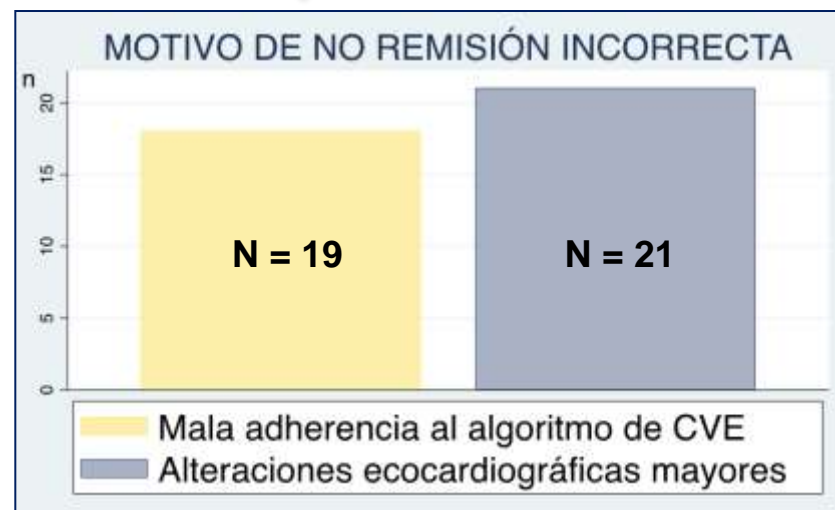 MOTIVO DE NO REMISIÓN INCORRECTA
n
20
15
10
5
0
N = 19
N = 21
Mala adherencia al algoritmo de CVE
Alteraciones ecocardiográficas mayores